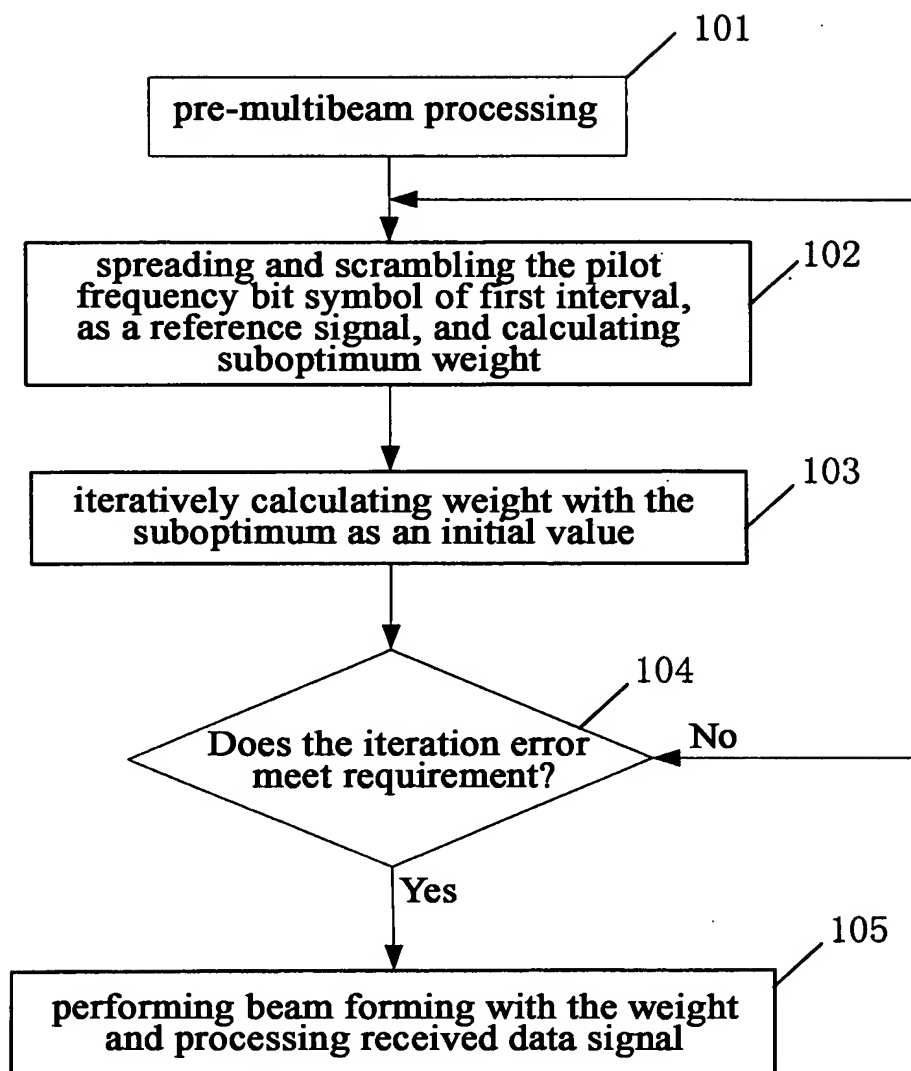 101
pre-multibeam processing
102
spreading and scrambling the pilot
frequency bit symbol of first interval,
as a reference signal, and calculating
suboptimum weight
103
iteratively calculating weight with the
suboptimum as an initial value
104
Does the iteration error
meet requirement?
No
Yes
105
performing beam forming with the weight
and processing received data signal